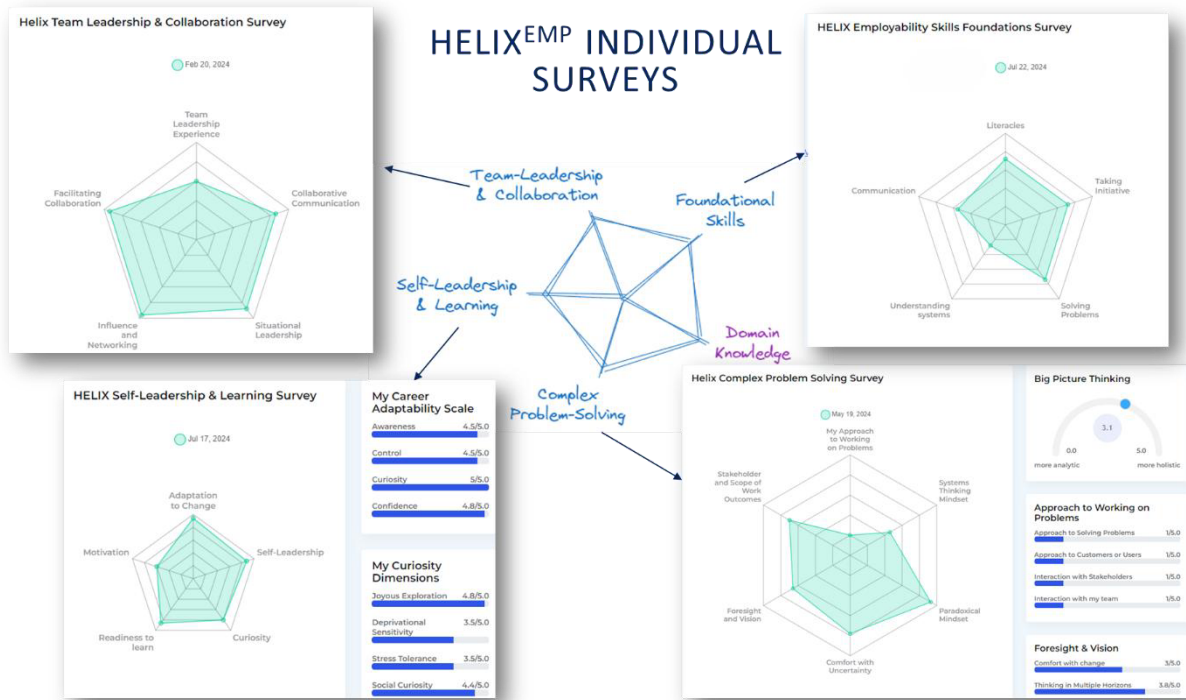 HELIX^EMP INDIVIDUAL
SURVEYS
Helix Team Leadership & Collaboration Survey
Feb 20, 2024
Team
Leadership
Experience
Facilitating
Collaboration
Collaborative
Communication
Influence
and
Networking
Situational
Leadership
HELIX Employability Skills Foundations Survey
Jul 22, 2024
Literacies
Communication
Taking
Initiative
Understanding
systems
Solving
Problems
Team-Leadership
& Collaboration
Foundational
Skills
Self-Leadership
& Learning
Domain
Knowledge
Complex
Problem-Solving
HELIX Self-Leadership & Learning Survey
Jul 17, 2024
Adaptation
to Change
Motivation
Self-Leadership
Readiness to
learn
Curiosity
My Career
Adaptability Scale
Awareness 4.5/5.0
Control 4.5/5.0
Curiosity 5/5.0
Confidence 4.8/5.0
My Curiosity
Dimensions
Joyous Exploration 4.8/5.0
Deprivational 3.5/5.0
Sensitivity
Stress Tolerance 3.5/5.0
Social Curiosity 4.4/5.0
Helix Complex Problem Solving Survey
May 19, 2024
My Approach
to Working
on Problems
Stakeholder
and Scope of
Work
Outcomes
Systems
Thinking
Mindset
Foresight
and Vision
Paradoxical
Mindset
Comfort with
Uncertainty
Big Picture Thinking
3.1
0.0 5.0
more analytic more holistic
Approach to Working on
Problems
Approach to Solving Problems 1/5.0
Approach to Customers or Users 1/5.0
Interaction with Stakeholders 1/5.0
Interaction with my team 1/5.0
Foresight & Vision
Comfort with change 3/5.0
Thinking in Multiple Horizons 3.8/5.0